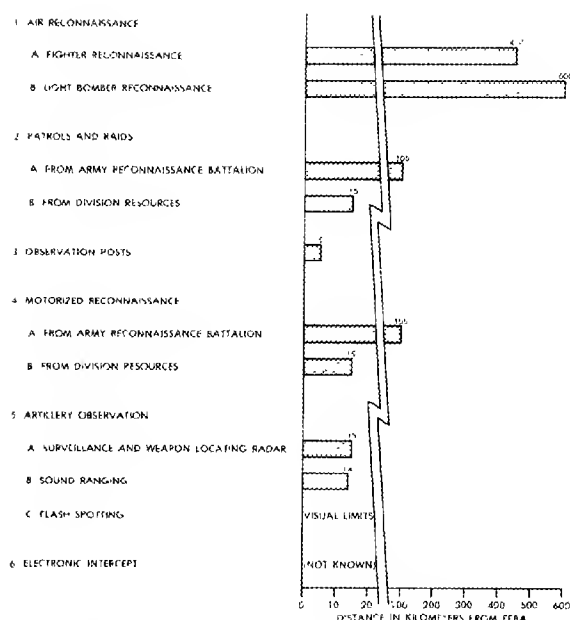 1 AIR RECONNAISSANCE
A FIGHTER RECONNAISSANCE
B LIGHT BOMBER RECONNAISSANCE 600
2 PATROLS AND RAIDS
A FROM ARMY RECONNAISSANCE BATTALION 100
B FROM DIVISION RESOURCES 15
3 OBSERVATION POSTS
4 MOTORIZED RECONNAISSANCE
A FROM ARMY RECONNAISSANCE BATTALION 100
B FROM DIVISION RESOURCES 15
5 ARTILLERY OBSERVATION
A SURVEILLANCE AND WEAPON LOCATING RADAR 15
B SOUND RANGING 14
C FLASH SPOTTING VISUAL LIMITS
6 ELECTRONIC INTERCEPT (NOT KNOWN)
0 10 20 100 200 300 400 500 600
DISTANCE IN KILOMETERS FROM FEBA